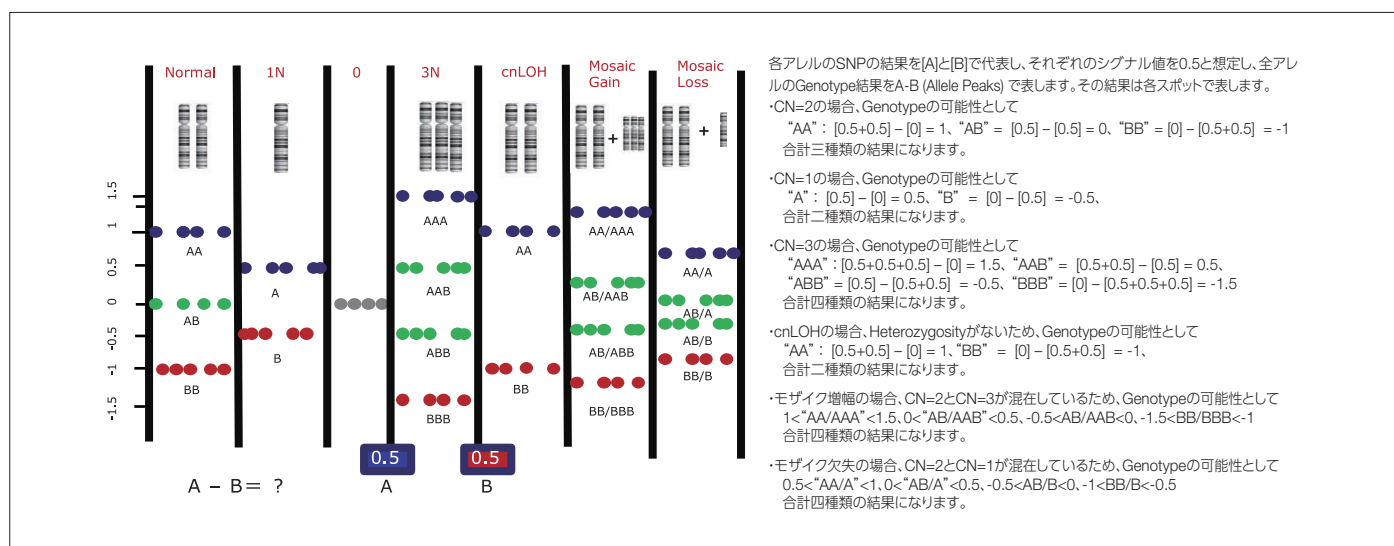 Normal
1N
0
3N
cnLOH
Mosaic
Gain
Mosaic
Loss
+
+
1.5
1
0.5
0
-0.5
-1
-1.5
AA
AB
BB
A
B
AAA
AAB
ABB
BBB
AA
BB
AA/AAA
AB/AAB
AB/ABB
BB/BBB
AA/A
AB/A
AB/B
BB/B
0.5
0.5
A – B= ?
A
B
各アレルのSNPの結果を[A]と[B]で代表し、それぞれのシグナル値を0.5と想定し、全アレ
ルのGenotype結果をA-B (Allele Peaks) で表します。その結果は各スポットで表します。
・CN=2の場合、Genotypeの可能性として
“AA”: [0.5+0.5] – [0] = 1、“AB” = [0.5] – [0.5] = 0、“BB” = [0] – [0.5+0.5] = -1
合計三種類の結果になります。
・CN=1の場合、Genotypeの可能性として
“A”: [0.5] – [0] = 0.5、“B” = [0] – [0.5] = -0.5、
合計二種類の結果になります。
・CN=3の場合、Genotypeの可能性として
“AAA”: [0.5+0.5+0.5] – [0] = 1.5、“AAB” = [0.5+0.5] – [0.5] = 0.5、
“ABB” = [0.5] – [0.5+0.5] = -0.5、“BBB” = [0] – [0.5+0.5+0.5] = -1.5
合計四種類の結果になります。
・cnLOHの場合、Heterozygosityがないため、Genotypeの可能性として
“AA”: [0.5+0.5] – [0] = 1、“BB” = [0] – [0.5+0.5] = -1、
合計二種類の結果になります。
・モザイク増幅の場合、CN=2とCN=3が混在しているため、Genotypeの可能性として
1<“AA/AAA”<1.5、0<“AB/AAB”<0.5、-0.5<AB/AAB<0、-1.5<BB/BBB<-1
合計四種類の結果になります。
・モザイク欠失の場合、CN=2とCN=1が混在しているため、Genotypeの可能性として
0.5<“AA/A”<1、0<“AB/A”<0.5、-0.5<AB/B<0、-1<BB/B<-0.5
合計四種類の結果になります。